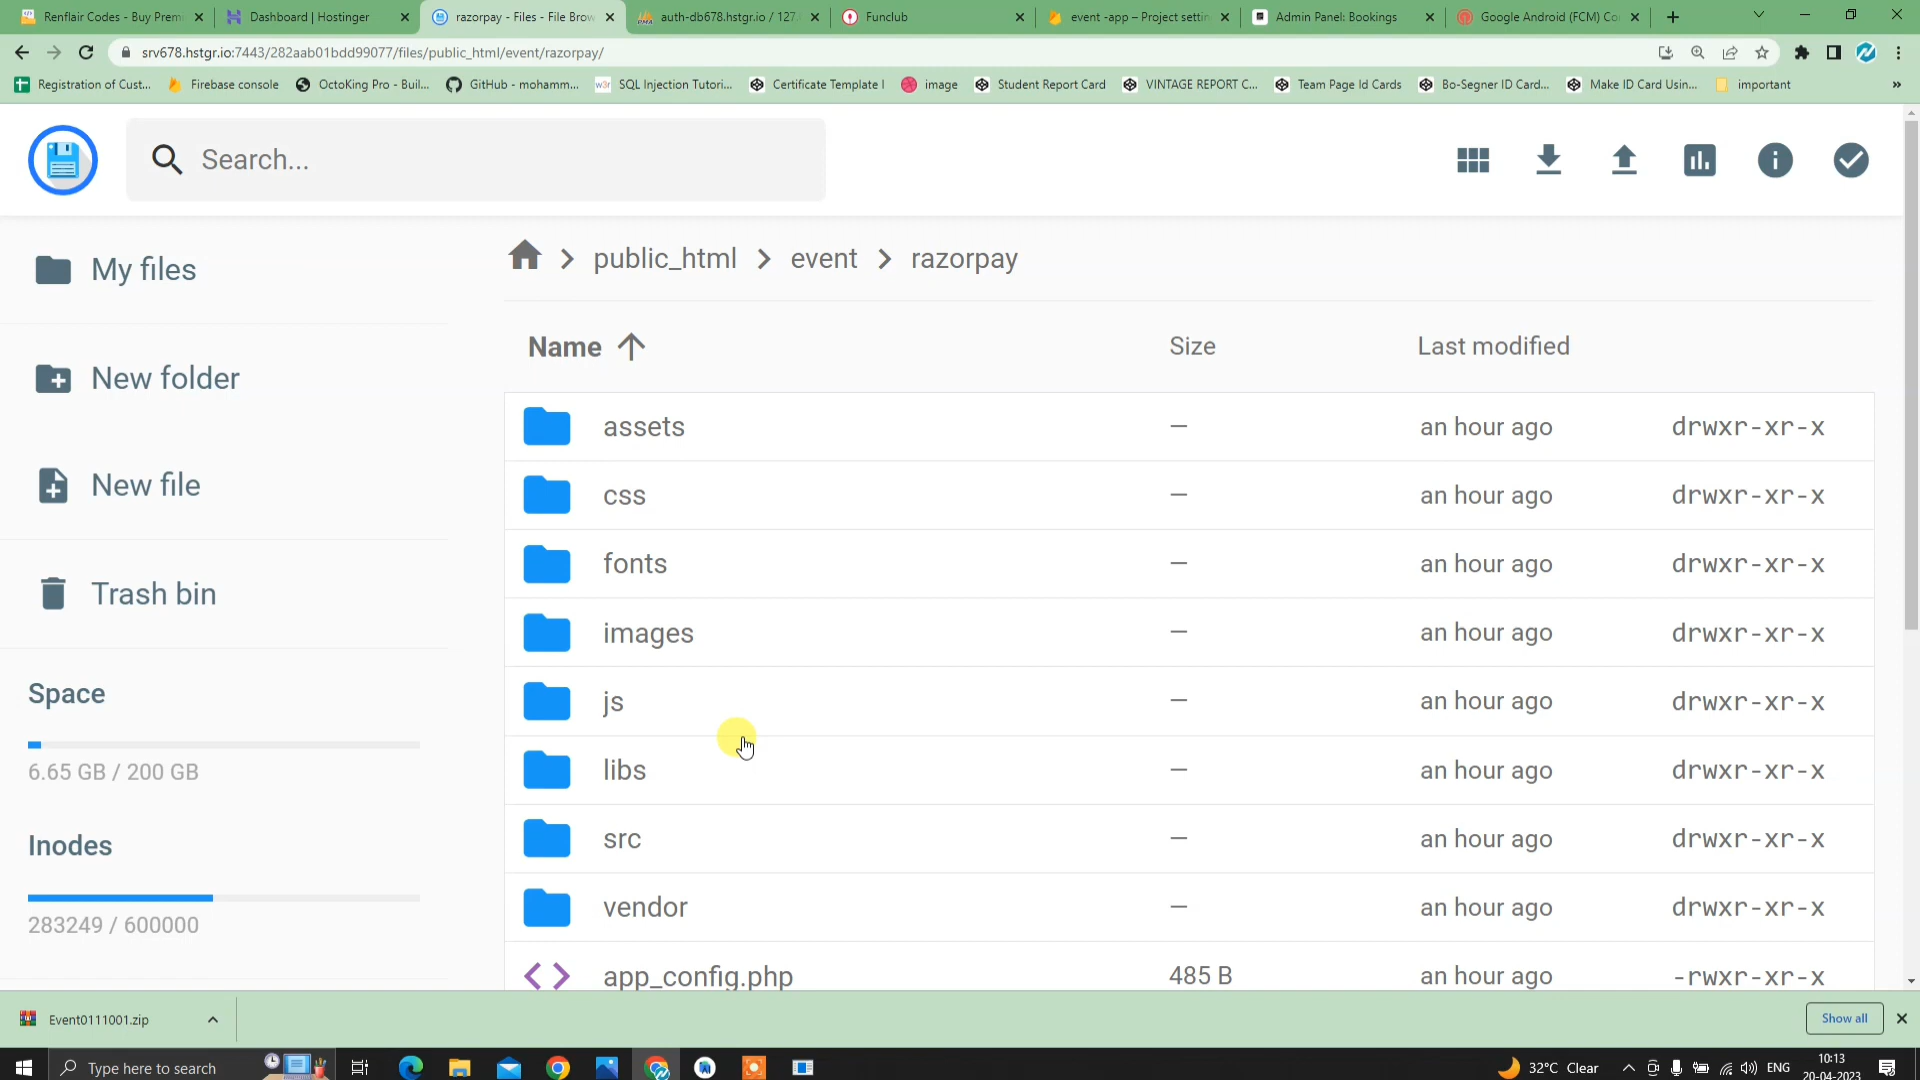 Renflair Codes - Buy Prem
Dashboard | Hostinger
razorpay - Files - File Brow
auth-db678.hstgr.io / 127.
Funclub
event -app – Project settin
Admin Panel: Bookings
Google Android (FCM) Co
srv678.hstgr.io:7443/282aab01bdd99077/files/public_html/event/razorpay/
Registration of Cust...
Firebase console
OctoKing Pro - Buil...
GitHub - mohamm...
w3r
SQL Injection Tutori...
Certificate Template I
image
Student Report Card
VINTAGE REPORT C...
Team Page Id Cards
Bo-Segner ID Card...
Make ID Card Usin...
important
»
Search...
My files
New folder
New file
Trash bin
Space
6.65 GB / 200 GB
Inodes
283249 / 600000
public_html
event
razorpay
Name
Size
Last modified
assets — an hour ago drwxr-xr-x
css — an hour ago drwxr-xr-x
fonts — an hour ago drwxr-xr-x
images — an hour ago drwxr-xr-x
js — an hour ago drwxr-xr-x
libs — an hour ago drwxr-xr-x
src — an hour ago drwxr-xr-x
vendor — an hour ago drwxr-xr-x
app_config.php 485 B an hour ago -rwxr-xr-x
Event0111001.zip
Show all
Type here to search
32°C Clear
ENG
10:13
20-04-2023